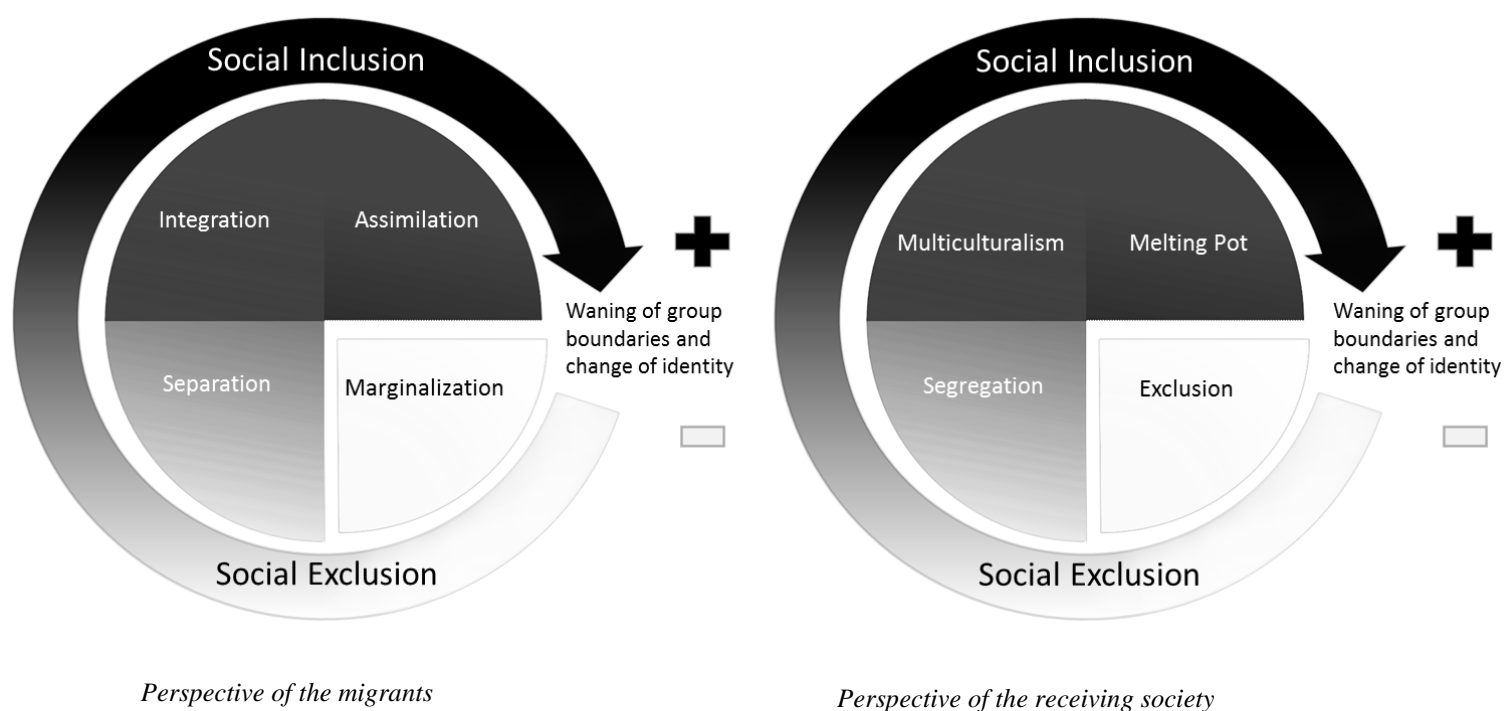 Social Inclusion
Integration
Assimilation
Separation
Marginalization
Waning of group
boundaries and
change of identity
Social Exclusion
Perspective of the migrants
Social Inclusion
Multiculturalism
Melting Pot
Segregation
Exclusion
Waning of group
boundaries and
change of identity
Social Exclusion
Perspective of the receiving society